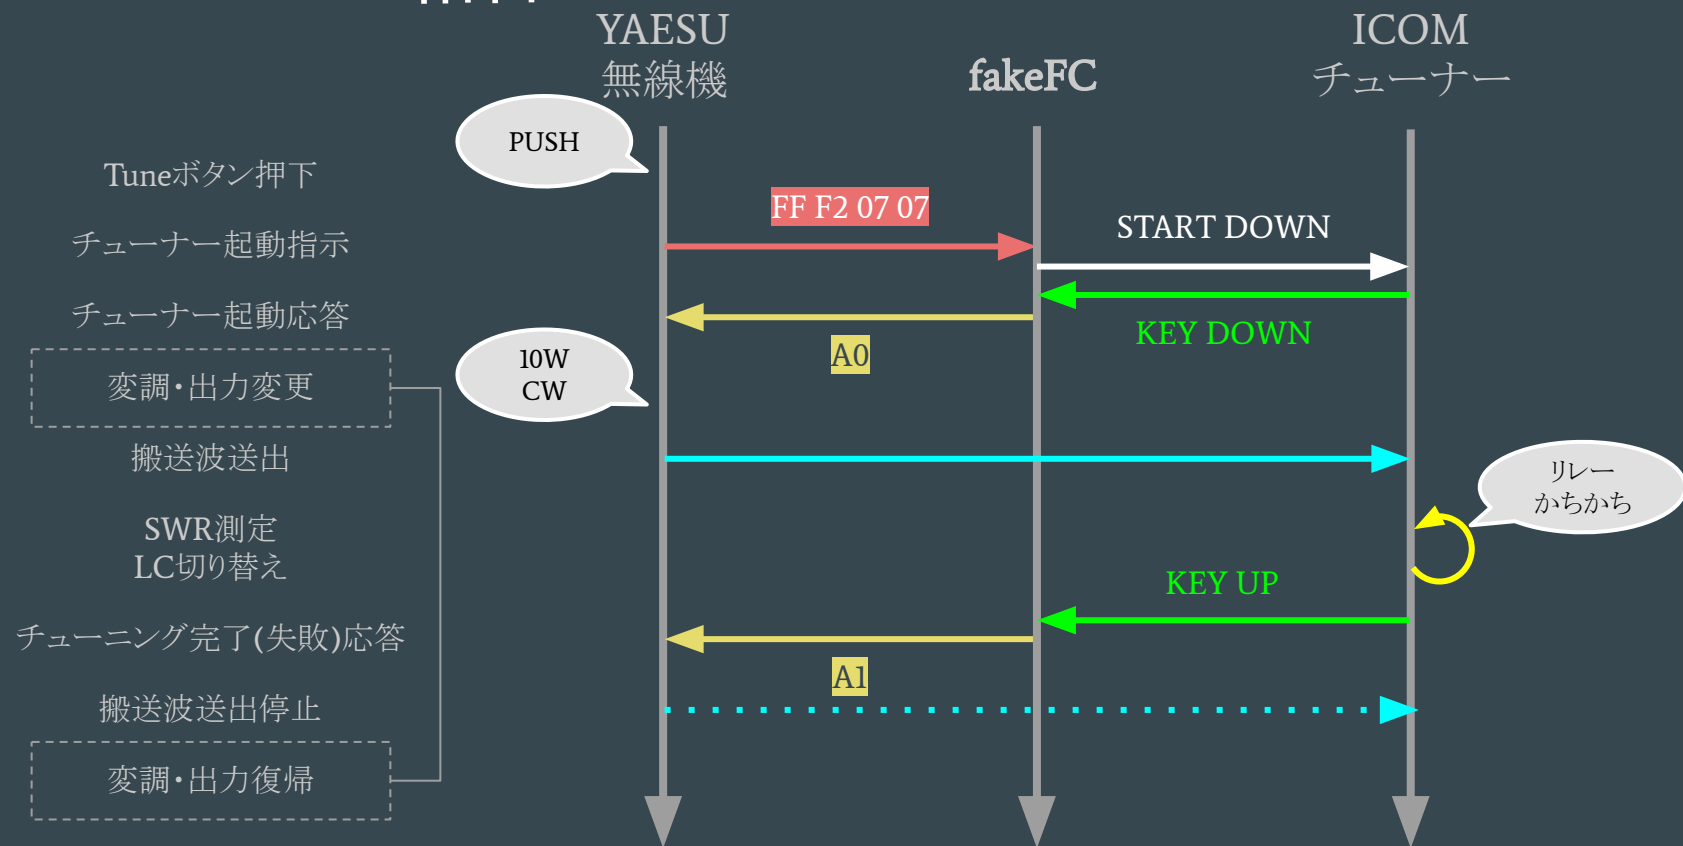 YAESU
無線機
fakeFC
ICOM
チューナー
PUSH
Tuneボタン押下
FF F2 07 07
START DOWN
チューナー起動指示
チューナー起動応答
KEY DOWN
A0
10W
CW
変調・出力変更
搬送波送出
リレー
かちかち
SWR測定
LC切り替え
KEY UP
チューニング完了(失敗)応答
A1
搬送波送出停止
変調・出力復帰